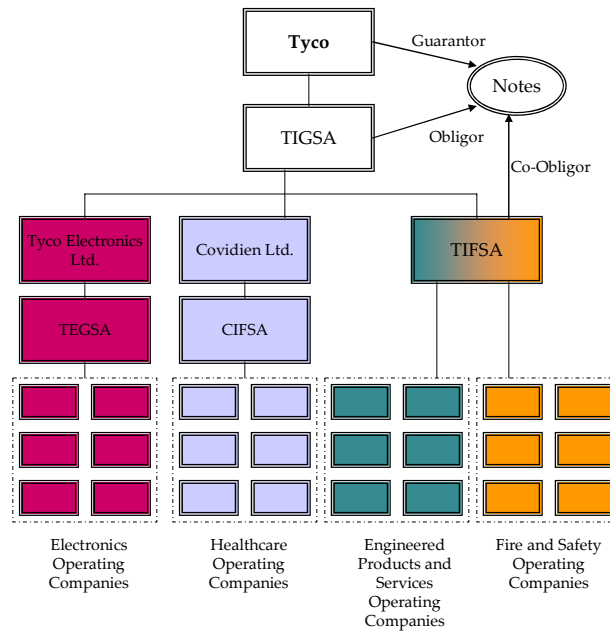 Tyco
Guarantor
Notes
TIGSA
Obligor
Co-Obligor
Tyco Electronics
Ltd.
Covidien Ltd.
TIFSA
TEGSA
CIFSA
Electronics
Operating
Companies
Healthcare
Operating
Companies
Engineered
Products and
Services
Operating
Companies
Fire and Safety
Operating
Companies